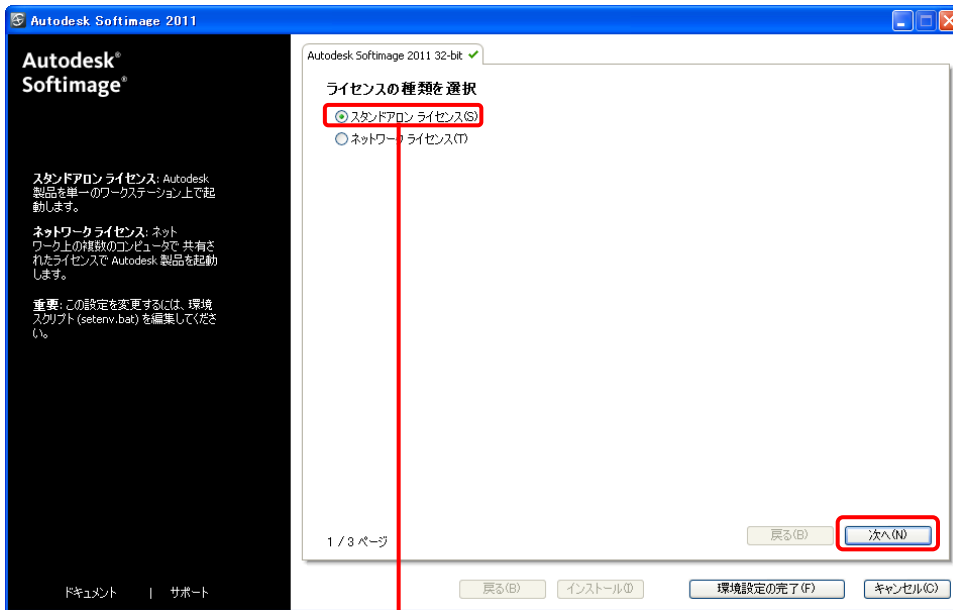 Autodesk Softimage 2011
Autodesk®
Softimage®
スタンドアロン ライセンス: Autodesk
製品を単一のワークステーション上で起
動します。
ネットワーク ライセンス: ネット
ワーク上の複数のコンピュータで 共有さ
れたライセンスで Autodesk 製品を起動
します。
重要: この設定を変更するには、環境
スクリプト (setenv.bat) を編集してくださ
い。
ドキュメント | サポート
Autodesk Softimage 2011 32-bit
ライセンスの種類を選択
スタンドアロン ライセンス(S)
ネットワーク ライセンス(T)
1 / 3 ページ
戻る(B)
次へ(N)
戻る(B)
インストール(I)
環境設定の完了(F)
キャンセル(C)